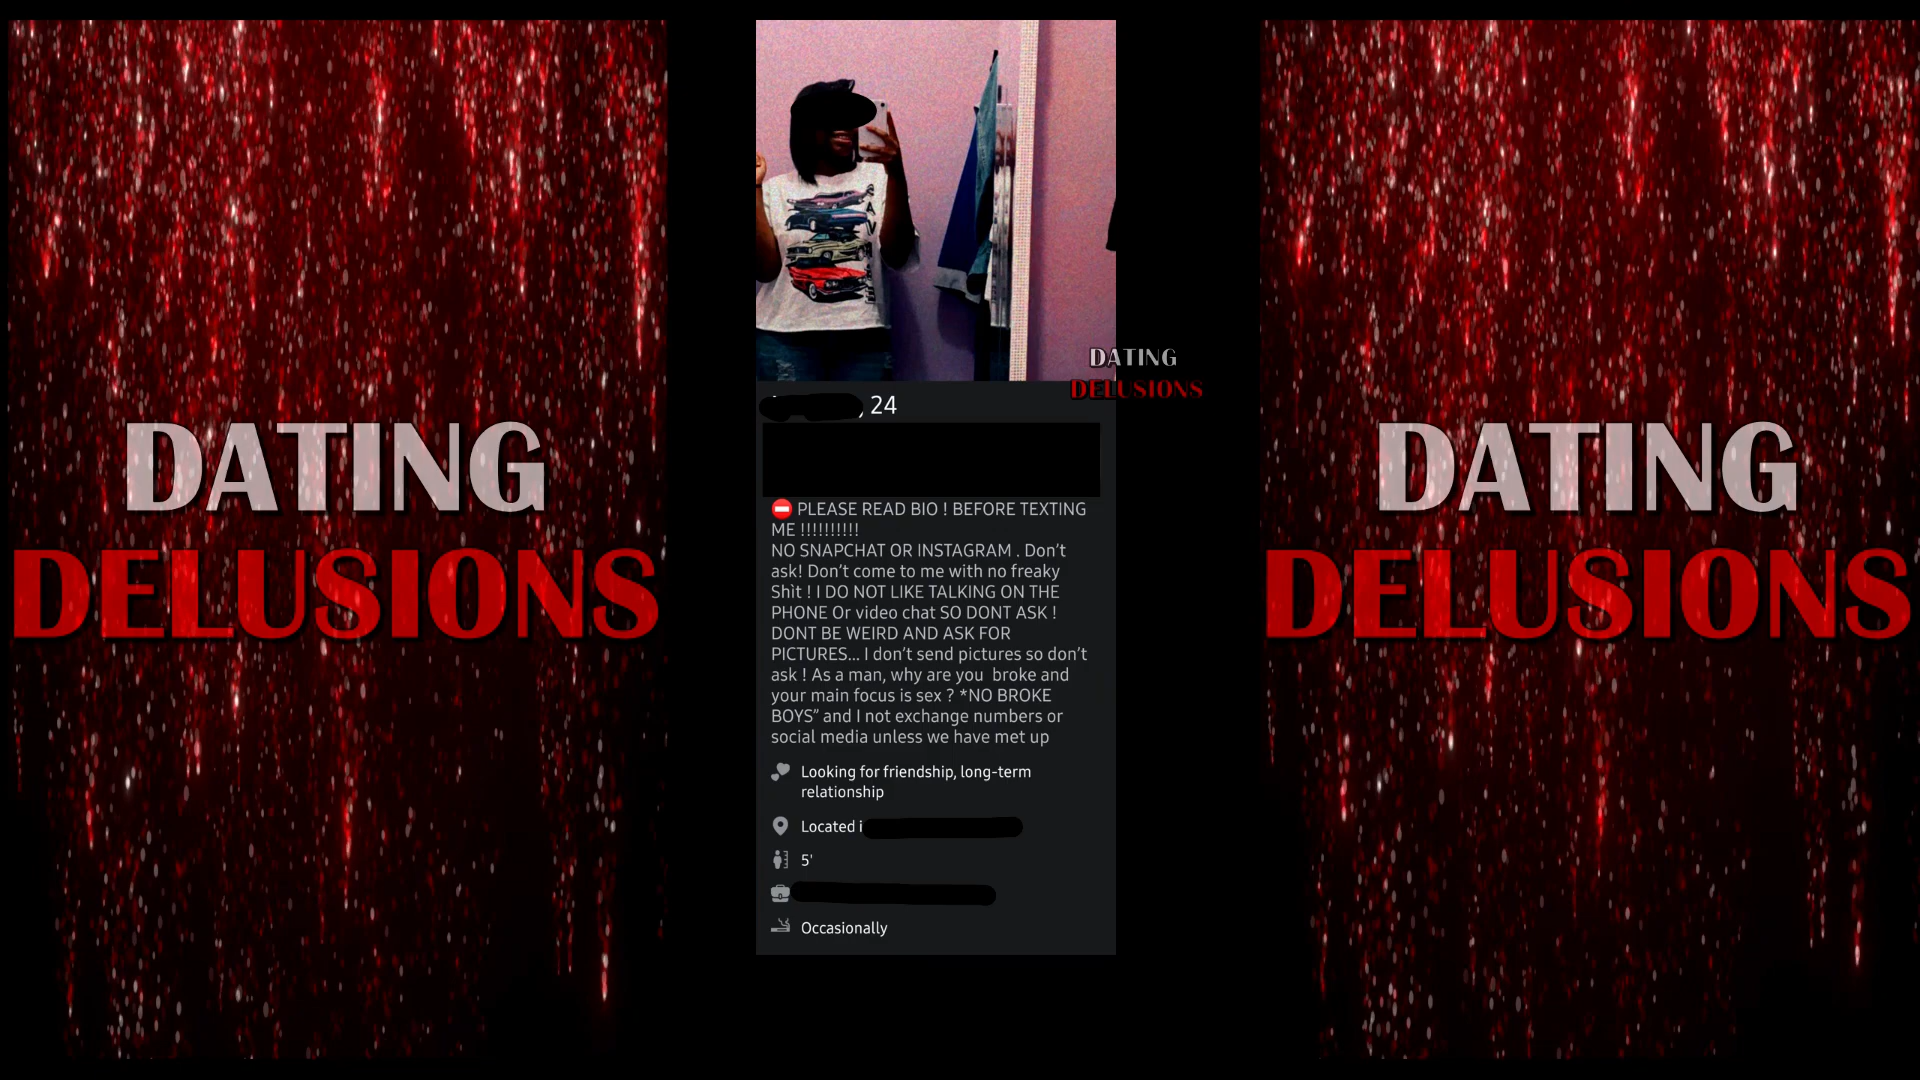 DATING
DELUSIONS
SAV
DATING
DELUSIONS
24
⛔ PLEASE READ BIO ! BEFORE TEXTING
ME !!!!!!!!!!
NO SNAPCHAT OR INSTAGRAM . Don't
ask! Don't come to me with no freaky
Shìt ! I DO NOT LIKE TALKING ON THE
PHONE Or video chat SO DONT ASK !
DONT BE WEIRD AND ASK FOR
PICTURES... I don't send pictures so don't
ask ! As a man, why are you  broke and
your main focus is sex ? *NO BROKE
BOYS” and I not exchange numbers or
social media unless we have met up
Looking for friendship, long-term
relationship
Located i
5'
Occasionally
DATING
DELUSIONS